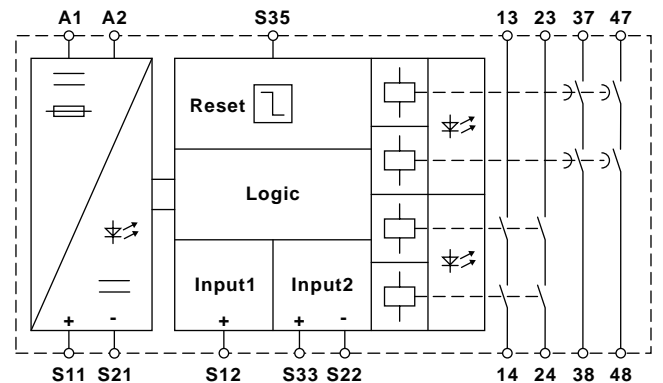 A1 A2 S35 13 23 37 47
Reset
Logic
Input1 Input2
+ - + + -
S11 S21 S12 S33 S22 14 24 38 48